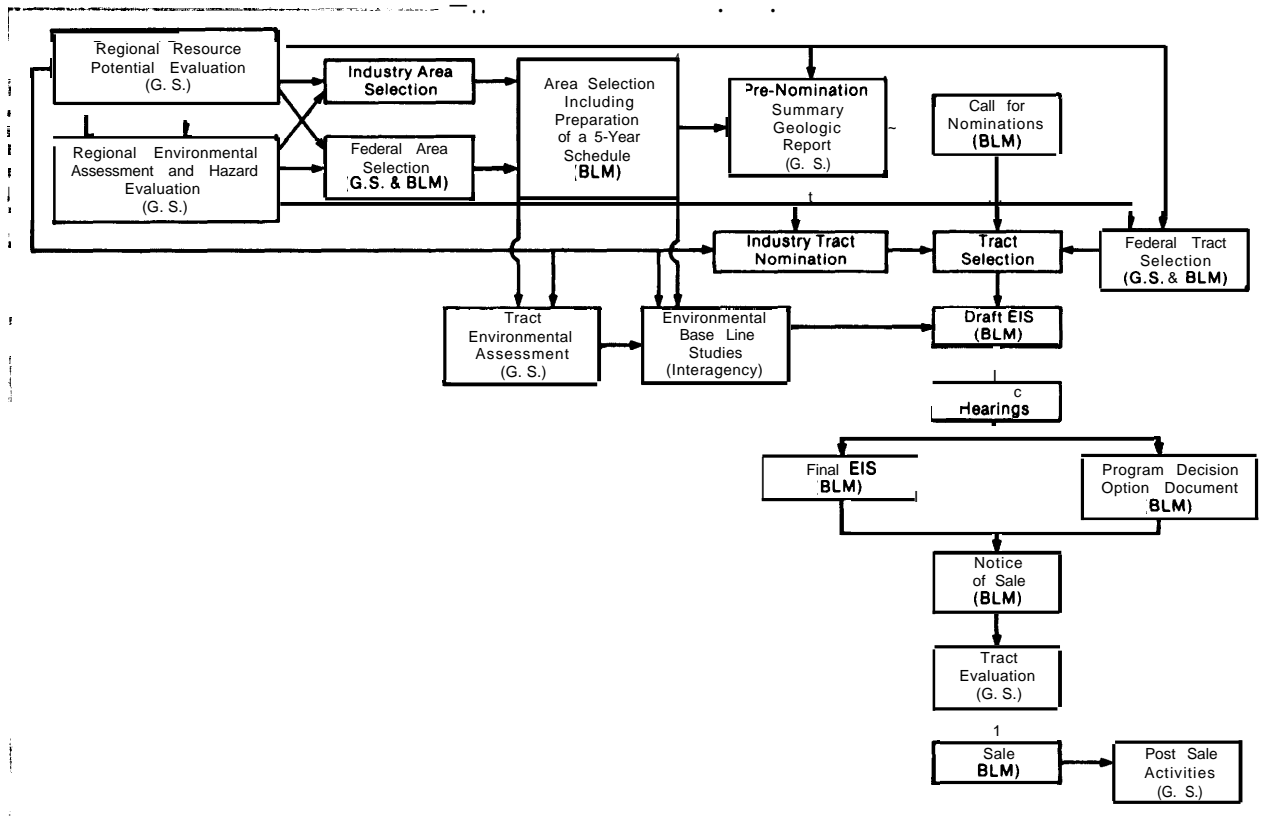 Regional Resource
Potential Evaluation
(G. S.)
Industry Area
Selection
Area Selection
Including
Preparation
of a 5-Year
Schedule
(BLM)
Pre-Nomination
Summary
Geologic
Report
(G. S.)
Call for
Nominations
(BLM)
Regional Environmental
Assessment and Hazard
Evaluation
(G. S.)
Federal Area
Selection
(G.S. & BLM)
Industry Tract
Nomination
Tract
Selection
Federal Tract
Selection
(G.S. & BLM)
Tract
Environmental
Assessment
(G. S.)
Environmental
Base Line
Studies
(Interagency)
Draft EIS
(BLM)
Hearings
Final EIS
(BLM)
Program Decision
Option Document
BLM)
Notice
of Sale
(BLM)
Tract
Evaluation
(G. S.)
Sale
BLM)
Post Sale
Activities
(G. S.)